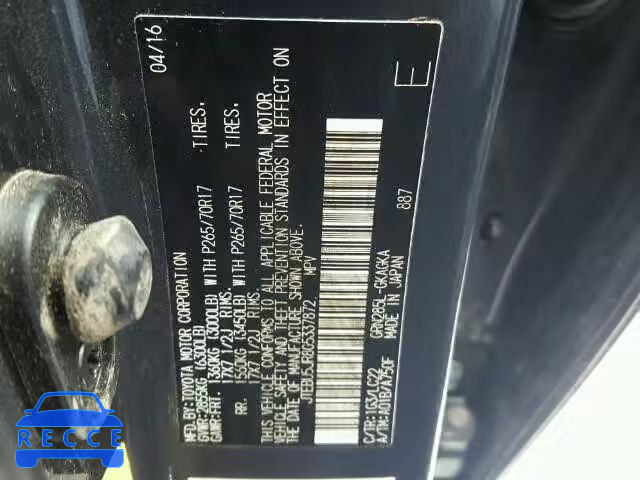 MFD.BY:TOYOTA MOTOR CORPORATION 04/16
GVWR-2855KG (6300LB)
GAWR-FRT. 1360KG (3000LB) WITH P265/70R17 TIRES.
17X7 1/2J RIMS.
RR. 1550KG (3450LB) WITH P265/70R17 TIRES.
17X7 1/2J RIMS.
THIS VEHICLE CONFORMS TO ALL APPLICABLE FEDERAL MOTOR
VEHICLE SAFETY AND THEFT PREVENTION STANDARDS IN EFFECT ON
THE DATE OF MANUFACTURE SHOWN ABOVE.
JTEBU5JR8G5337872 MPV
E
887
C/TR:1G3/LC22 GRN285L-GKAGKA
A/TM:A01B/A750F MADE IN JAPAN
AUTO
RECCE